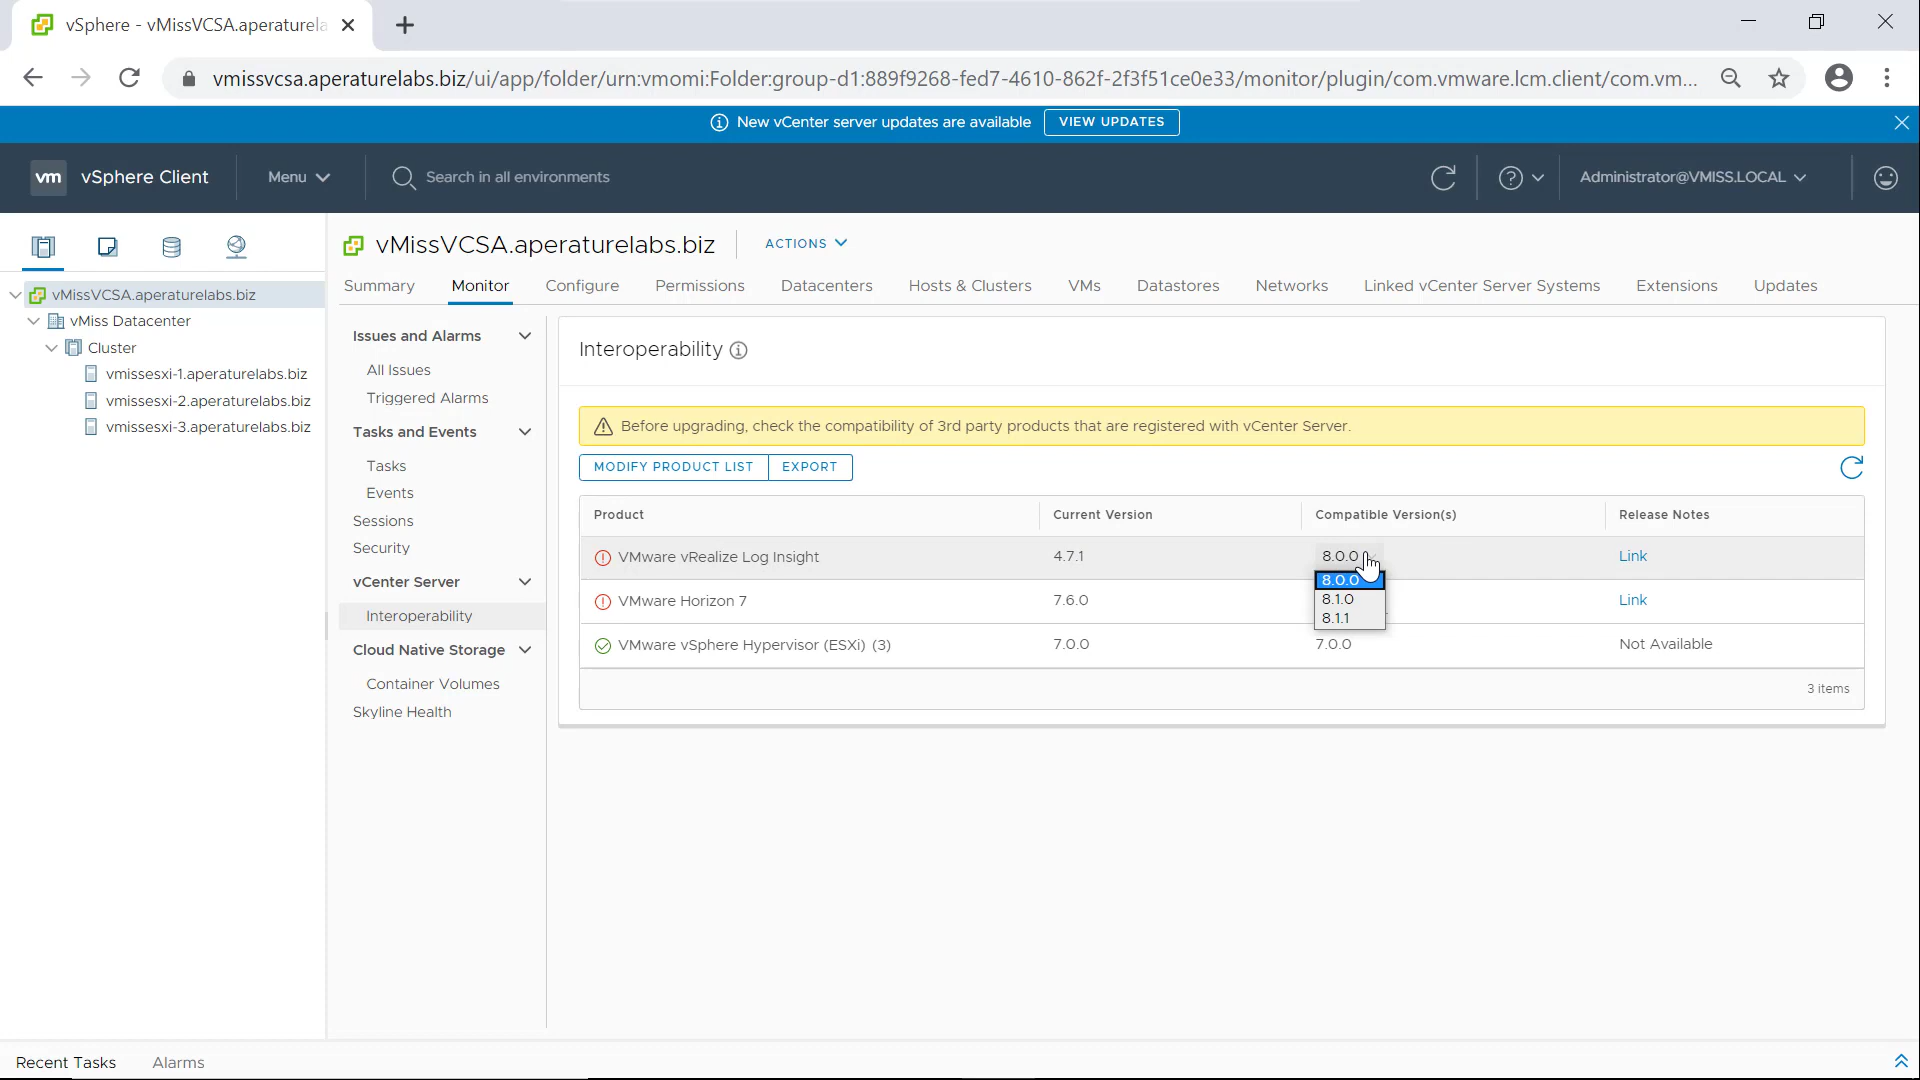 vSphere - vMissVCSA.aperaturela
vmissvcsa.aperaturelabs.biz/ui/app/folder/urn:vmomi:Folder:group-d1:889f9268-fed7-4610-862f-2f3f51ce0e33/monitor/plugin/com.vmware.lcm.client/com.vm...
New vCenter server updates are available VIEW UPDATES
vm vSphere Client Menu Search in all environments Administrator@VMISS.LOCAL
vMissVCSA.aperaturelabs.biz ACTIONS
Summary Monitor Configure Permissions Datacenters Hosts & Clusters VMs Datastores Networks Linked vCenter Server Systems Extensions Updates
vMissVCSA.aperaturelabs.biz
vMiss Datacenter
Cluster
vmissesxi-1.aperaturelabs.biz
vmissesxi-2.aperaturelabs.biz
vmissesxi-3.aperaturelabs.biz
Issues and Alarms
All Issues
Triggered Alarms
Tasks and Events
Tasks
Events
Sessions
Security
vCenter Server
Interoperability
Cloud Native Storage
Container Volumes
Skyline Health
Interoperability
Before upgrading, check the compatibility of 3rd party products that are registered with vCenter Server.
MODIFY PRODUCT LIST EXPORT
Product Current Version Compatible Version(s) Release Notes
VMware vRealize Log Insight 4.7.1 8.0.0 Link
8.0.0
8.1.0
8.1.1
VMware Horizon 7 7.6.0 Link
VMware vSphere Hypervisor (ESXi) (3) 7.0.0 7.0.0 Not Available
3 items
Recent Tasks Alarms